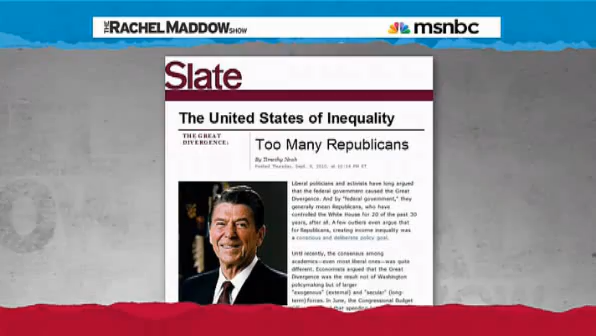 THE RACHEL MADDOW SHOW
msnbc
Slate
The United States of Inequality
THE GREAT
DIVERGENCE:
Too Many Republicans
By Timothy Noah
Liberal politicians and activists have long argued
that the federal government caused the Great
Divergence. And by "federal government," they
generally mean Republicans, who have
controlled the White House for 20 of the past 30
years, after all. A few outliers even argue that
for Republicans, creating income inequality was
a conscious and deliberate policy goal.
Until recently, the consensus among
academics—even most liberal ones—was quite
different. Economists argued that the Great
Divergence was the result not of Washington
policymaking but of larger
"exogenous" (external) and "secular" (long-
term) forces. In June, the Congressional Budget